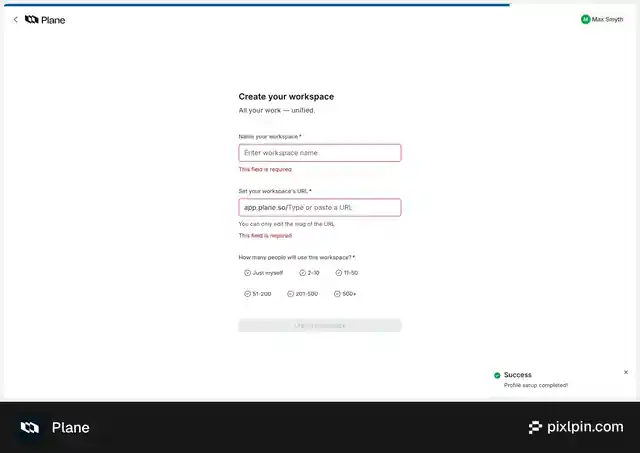 Plane
M Max Smyth
Create your workspace
All your work — unified.
Name your workspace *
Enter workspace name
This field is required
Set your workspace's URL *
app.plane.so/Type or paste a URL
You can only edit the slug of the URL
This field is required
How many people will use this workspace? *
Just myself 2-10 11-50
51-200 201-500 500+
Success
Profile setup completed!
Plane
pixlpin.com